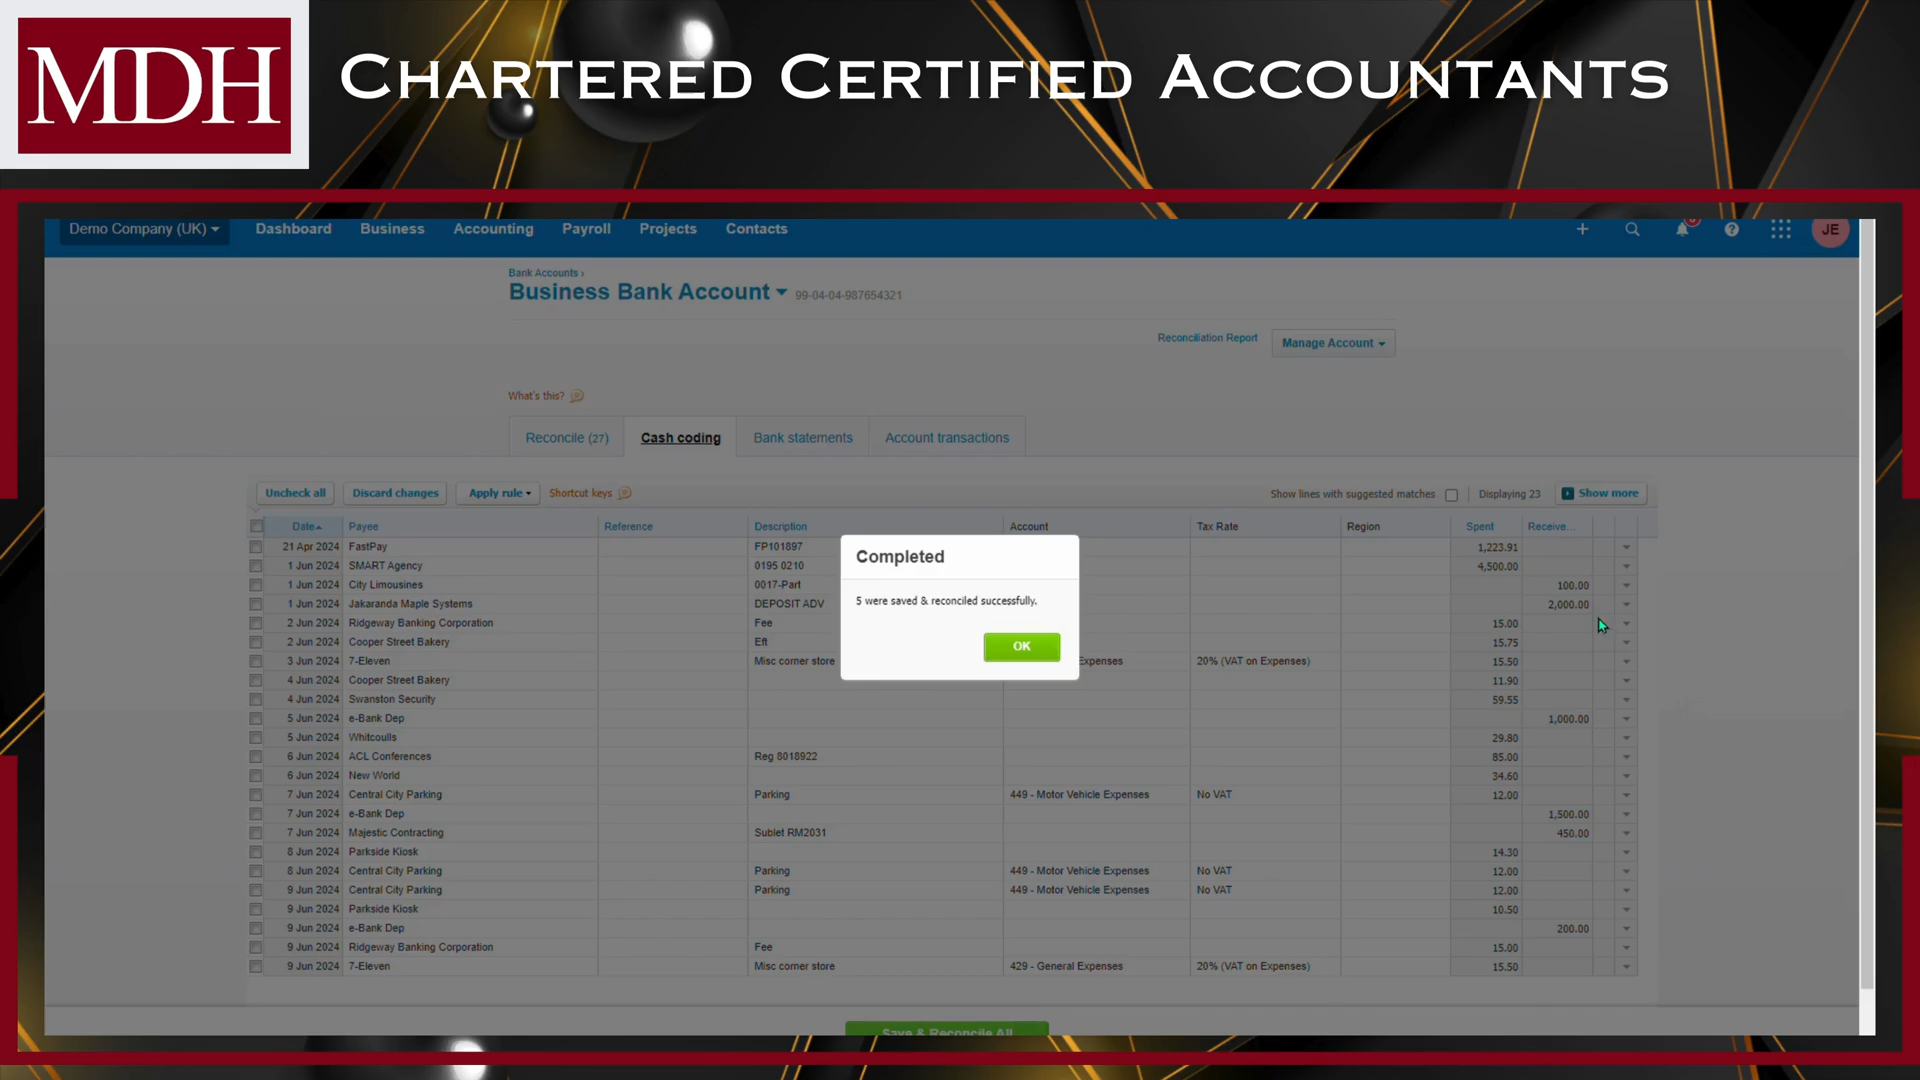 MDH
CHARTERED CERTIFIED ACCOUNTANTS
Demo Company (UK) Dashboard Business Accounting Payroll Projects Contacts JE
Bank Accounts ›
Business Bank Account 99-04-04-987654321
Reconciliation Report Manage Account
What's this?
Reconcile (27) Cash coding Bank statements Account transactions
Uncheck all Discard changes Apply rule Shortcut keys Show lines with suggested matches Displaying 23 Show more
Date Payee Reference Description Account Tax Rate Region Spent Receive...
21 Apr 2024 FastPay FP101897 1,223.91
1 Jun 2024 SMART Agency 0195 0210 4,500.00
1 Jun 2024 City Limousines 0017-Part 100.00
1 Jun 2024 Jakaranda Maple Systems DEPOSIT ADV 2,000.00
2 Jun 2024 Ridgeway Banking Corporation Fee 15.00
2 Jun 2024 Cooper Street Bakery Eft 15.75
3 Jun 2024 7-Eleven Misc corner store Expenses 20% (VAT on Expenses) 15.50
4 Jun 2024 Cooper Street Bakery 11.90
4 Jun 2024 Swanston Security 59.55
5 Jun 2024 e-Bank Dep 1,000.00
5 Jun 2024 Whitcoulls 29.80
6 Jun 2024 ACL Conferences Reg 8018922 85.00
6 Jun 2024 New World 34.60
7 Jun 2024 Central City Parking Parking 449 - Motor Vehicle Expenses No VAT 12.00
7 Jun 2024 e-Bank Dep 1,500.00
7 Jun 2024 Majestic Contracting Sublet RM2031 450.00
8 Jun 2024 Parkside Kiosk 14.30
8 Jun 2024 Central City Parking Parking 449 - Motor Vehicle Expenses No VAT 12.00
9 Jun 2024 Central City Parking Parking 449 - Motor Vehicle Expenses No VAT 12.00
9 Jun 2024 Parkside Kiosk 10.50
9 Jun 2024 e-Bank Dep 200.00
9 Jun 2024 Ridgeway Banking Corporation Fee 15.00
9 Jun 2024 7-Eleven Misc corner store 429 - General Expenses 20% (VAT on Expenses) 15.50
Completed
5 were saved & reconciled successfully.
OK
Save & Reconcile All